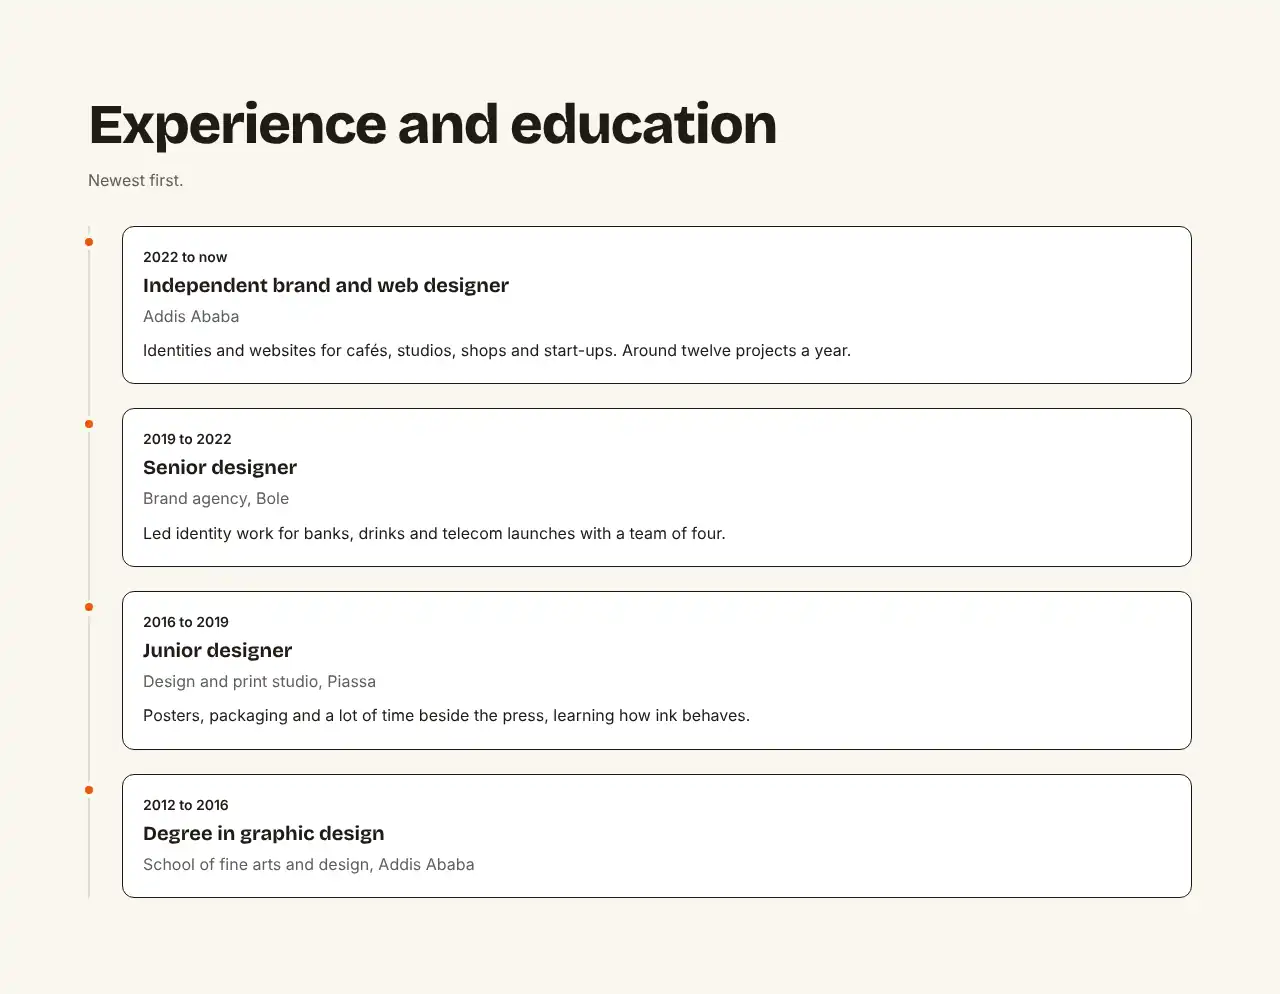 Experience and education
Newest first.
2022 to now
Independent brand and web designer
Addis Ababa
Identities and websites for cafés, studios, shops and start-ups. Around twelve projects a year.
2019 to 2022
Senior designer
Brand agency, Bole
Led identity work for banks, drinks and telecom launches with a team of four.
2016 to 2019
Junior designer
Design and print studio, Piassa
Posters, packaging and a lot of time beside the press, learning how ink behaves.
2012 to 2016
Degree in graphic design
School of fine arts and design, Addis Ababa